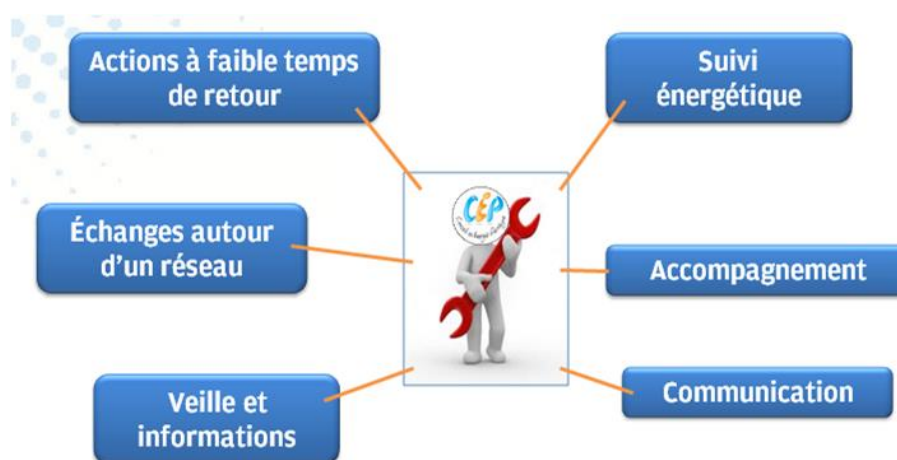 Actions à faible temps
de retour
Suivi
énergétique
CEP
Échanges autour
d'un réseau
Accompagnement
Veille et
informations
Communication